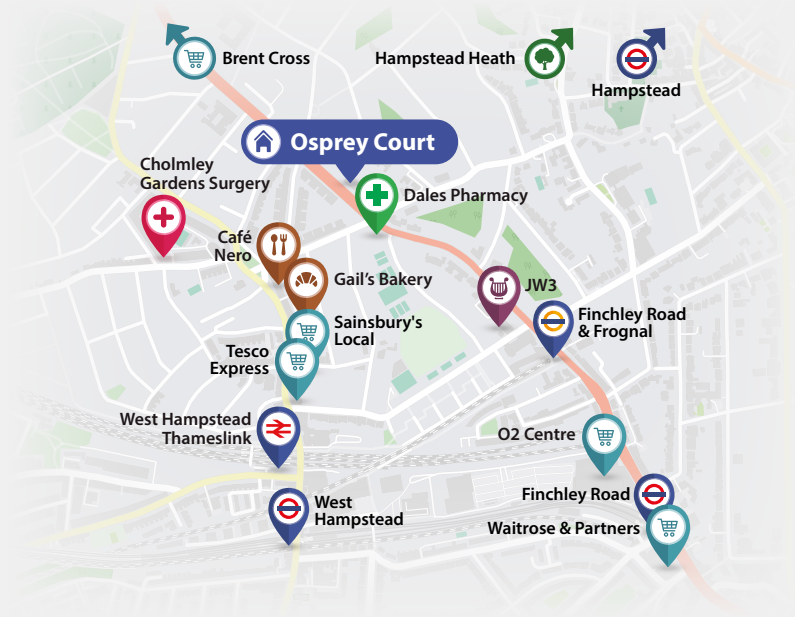 Brent Cross
Hampstead Heath
Hampstead
Osprey Court
Cholmley
Gardens Surgery
Dales Pharmacy
Café
Nero
Gail's Bakery
JW3
Sainsbury's
Local
Finchley Road
& Frognal
Tesco
Express
West Hampstead
Thameslink
O2 Centre
West
Hampstead
Finchley Road
Waitrose & Partners